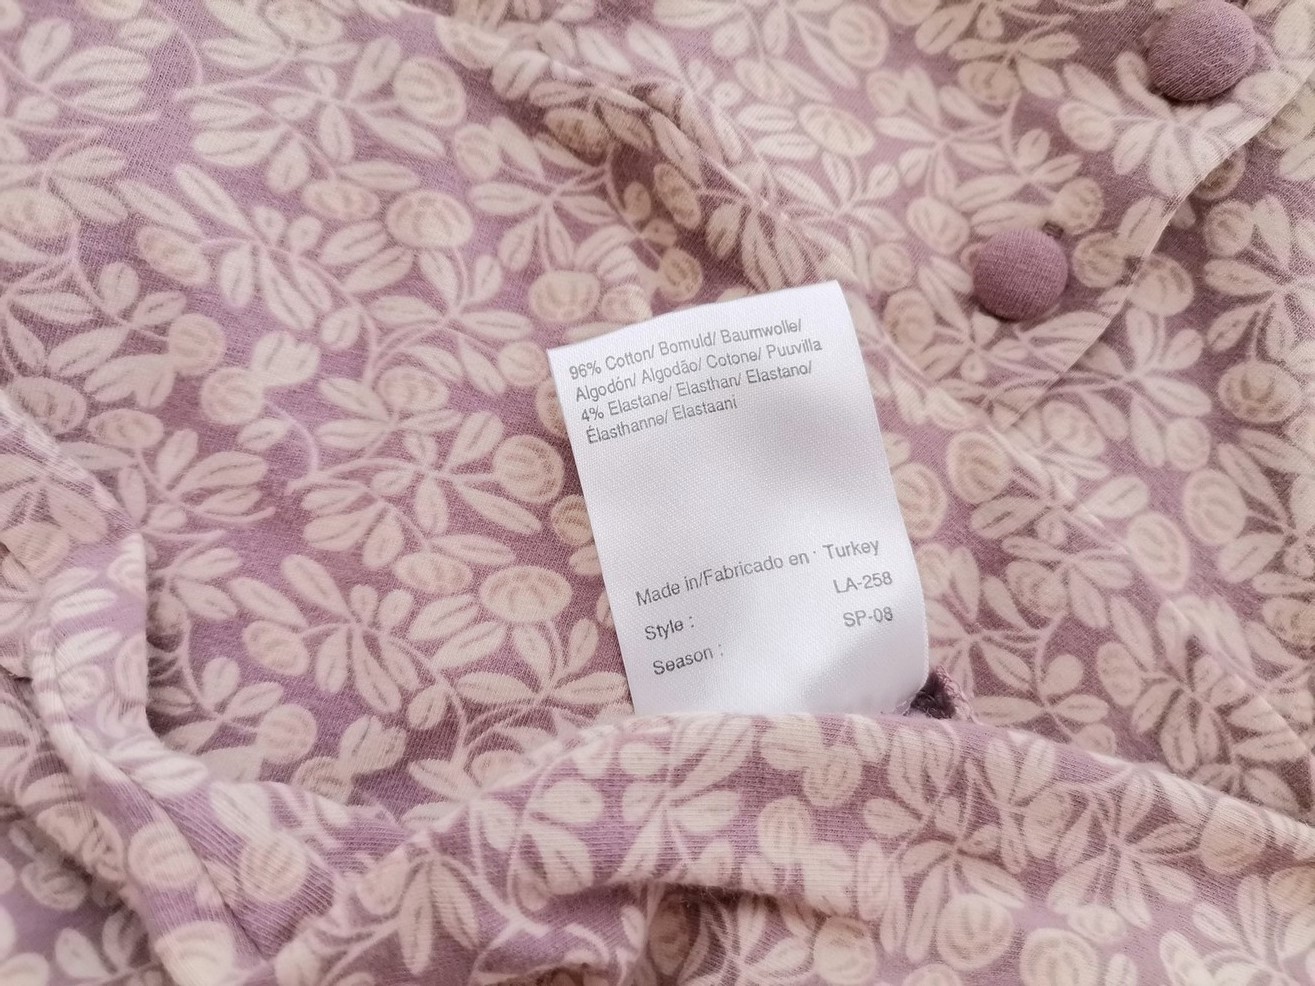 96% Cotton/ Bomuld/ Baumwolle/
Algodón/ Algodão/ Cotone/ Puuvilla
4% Elastane/ Elasthan/ Elastano/
Élasthanne/ Elastaani
Made in/Fabricado en : Turkey
Style : LA-258
Season : SP-08